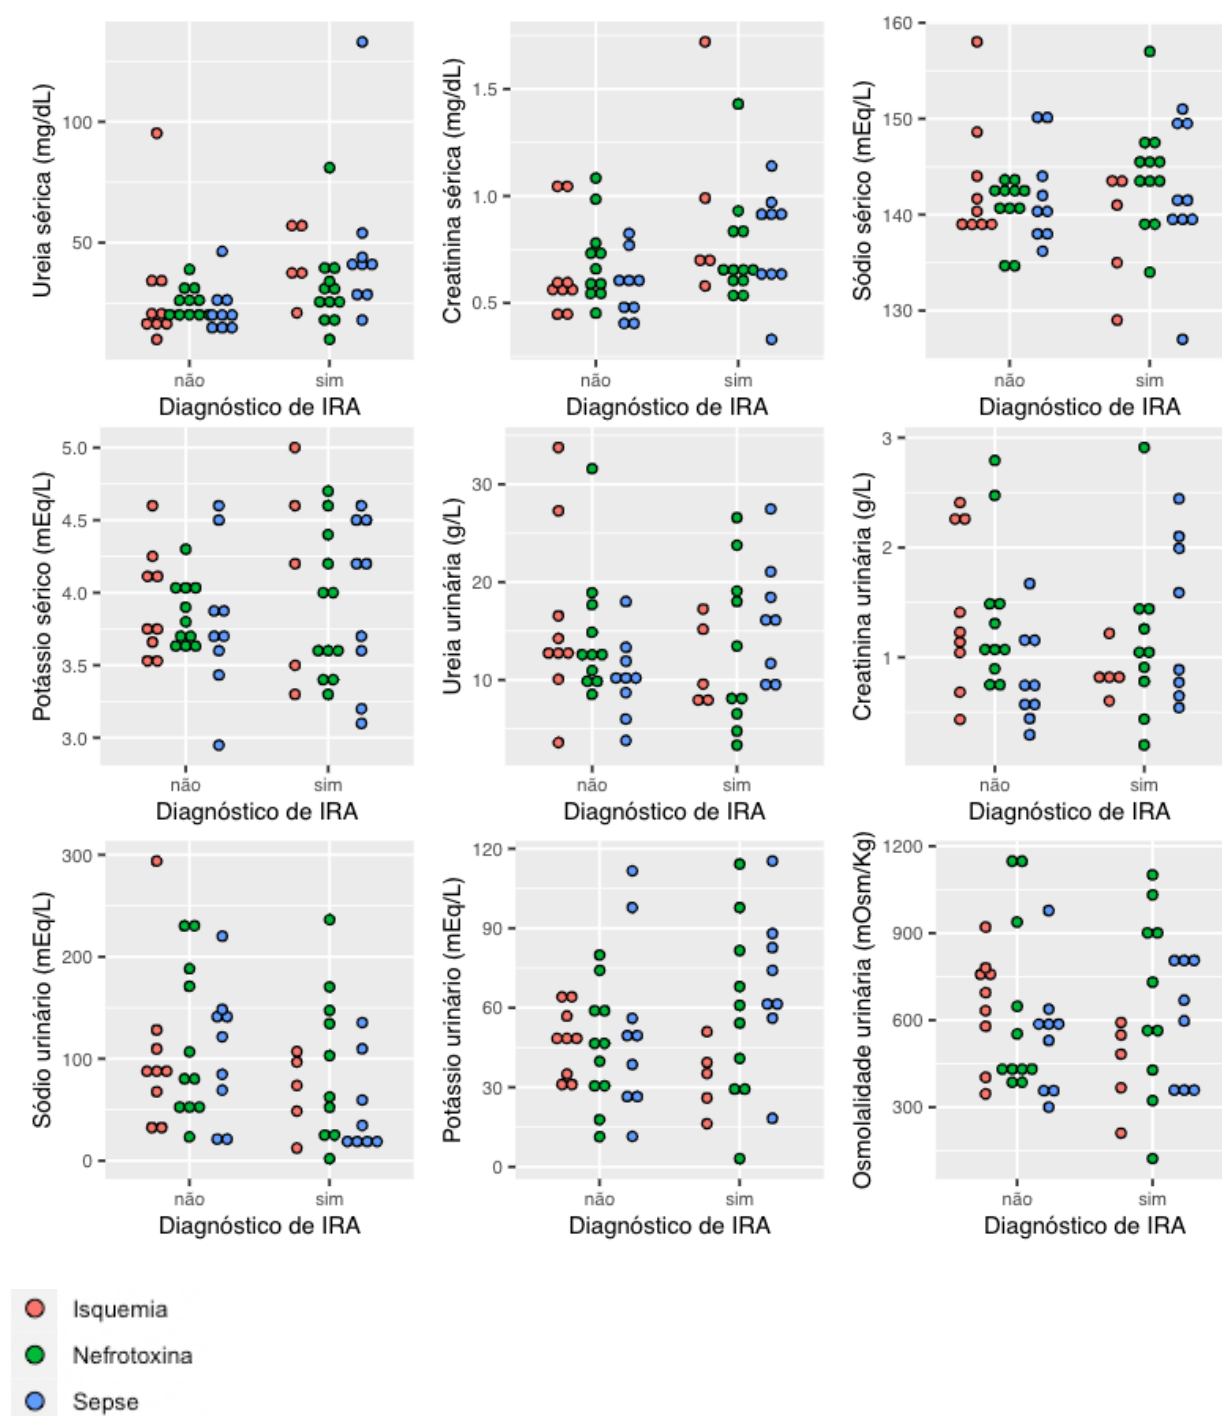 Ureia sérica (mg/dL)
100
50
não
sim
Diagnóstico de IRA
Creatinina sérica (mg/dL)
1.5
1.0
0.5
não
sim
Diagnóstico de IRA
Sódio sérico (mEq/L)
160
150
140
130
não
sim
Diagnóstico de IRA
Potássio sérico (mEq/L)
5.0
4.5
4.0
3.5
3.0
não
sim
Diagnóstico de IRA
Ureia urinária (g/L)
30
20
10
não
sim
Diagnóstico de IRA
Creatinina urinária (g/L)
3
2
1
não
sim
Diagnóstico de IRA
Sódio urinário (mEq/L)
300
200
100
0
não
sim
Diagnóstico de IRA
Potássio urinário (mEq/L)
120
90
60
30
0
não
sim
Diagnóstico de IRA
Osmolalidade urinária (mOsm/Kg)
1200
900
600
300
não
sim
Diagnóstico de IRA
Isquemia
Nefrotoxina
Sepse